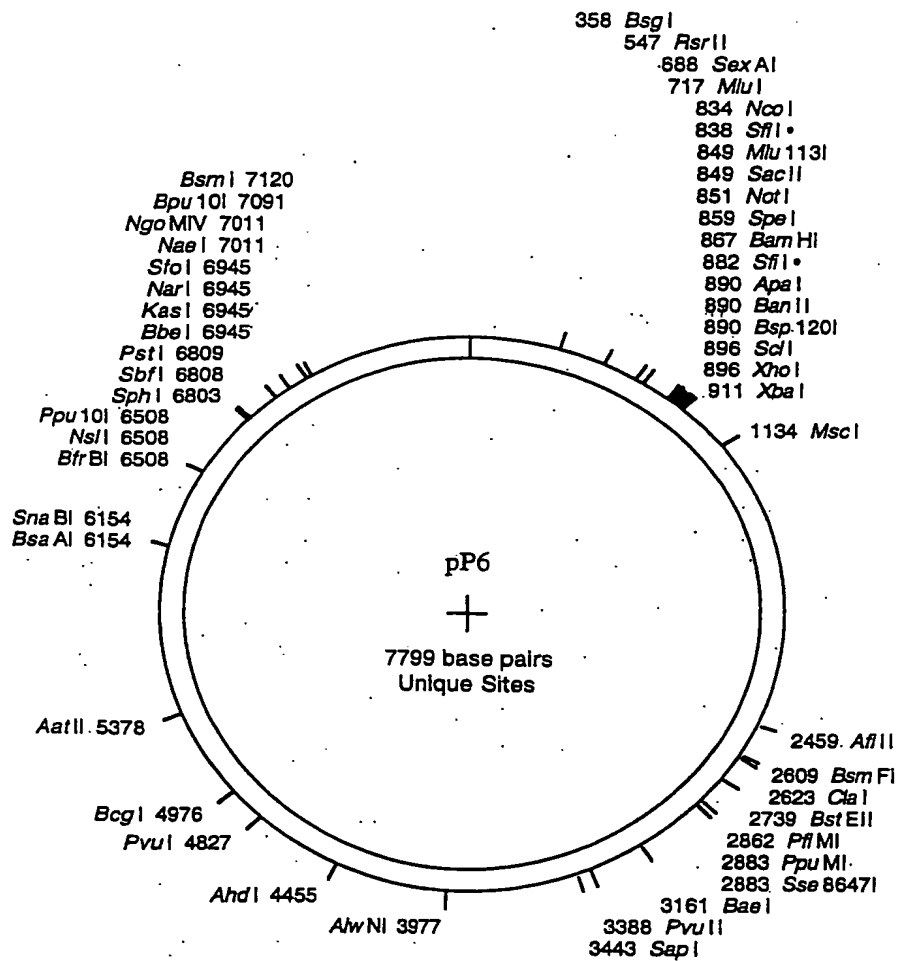 358 BsgI
547 RsrII
688 SexAI
717 MluI
834 NcoI
838 SfiI •
849 Mlu113I
849 SacII
851 NotI
859 SpeI
867 BamHI
882 SfiI •
890 ApaI
890 BanII
890 Bsp120I
896 SclI
896 XhoI
911 XbaI
1134 MscI
BsmI 7120
Bpu10I 7091
NgoMIV 7011
NaeI 7011
SfoI 6945
NarI 6945
KasI 6945
BbeI 6945
PstI 6809
SbfI 6808
SphI 6803
Ppu10I 6508
NsiI 6508
BfrBI 6508
SnaBI 6154
BsaAI 6154
pP6
7799 base pairs
Unique Sites
AatII 5378
BcgI 4976
PvuI 4827
AhdI 4455
AlwNI 3977
2459 AflII
2609 BsmFI
2623 ClaI
2739 BstEII
2862 PflMI
2883 PpuMI
2883 Sse8647I
3161 BaeI
3388 PvuII
3443 SapI